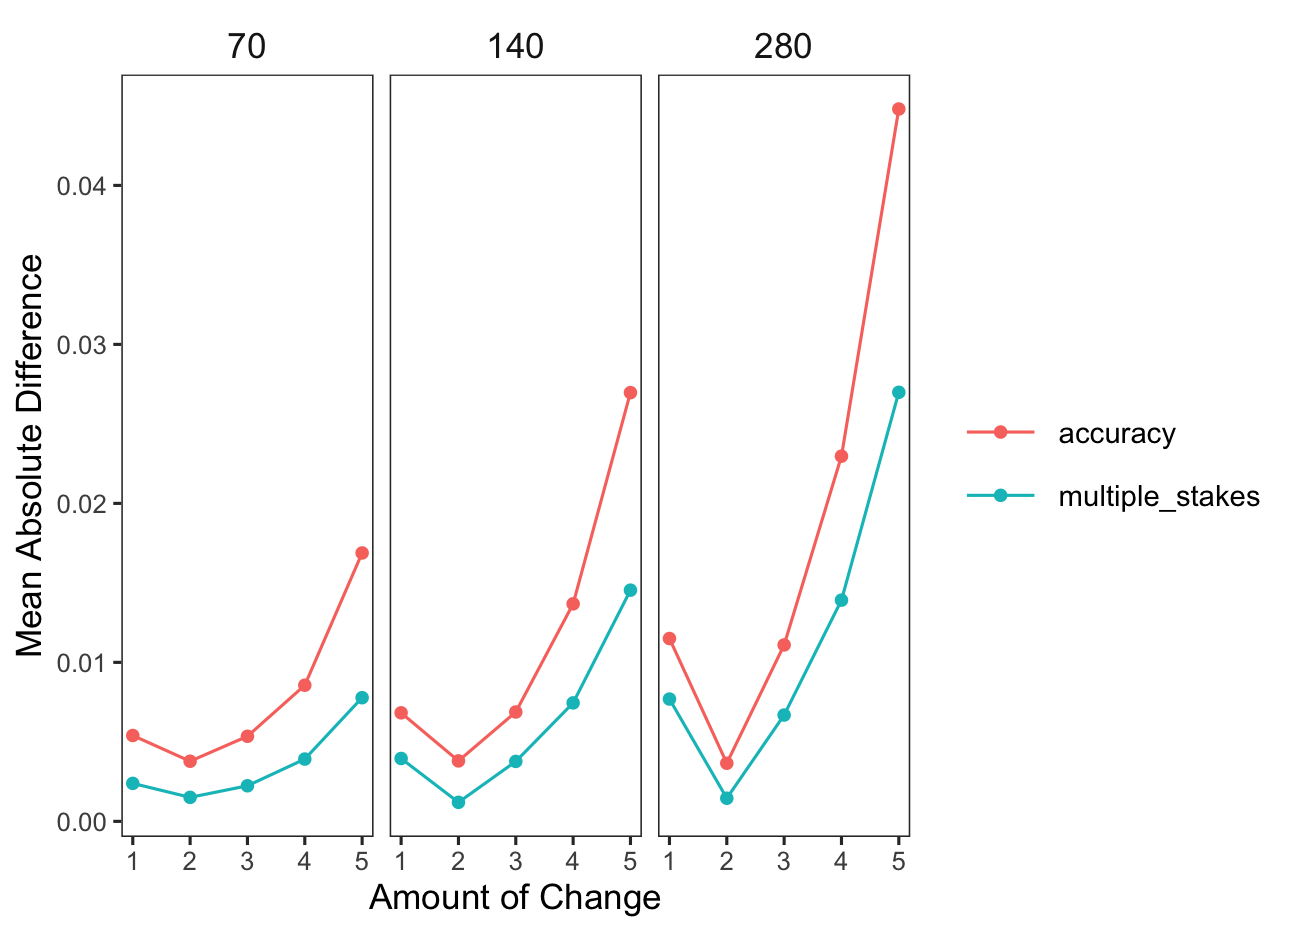 70 140 280
Mean Absolute Difference
0.04
0.03
0.02
0.01
0.00
1 2 3 4 5 1 2 3 4 5 1 2 3 4 5
Amount of Change
accuracy
multiple_stakes